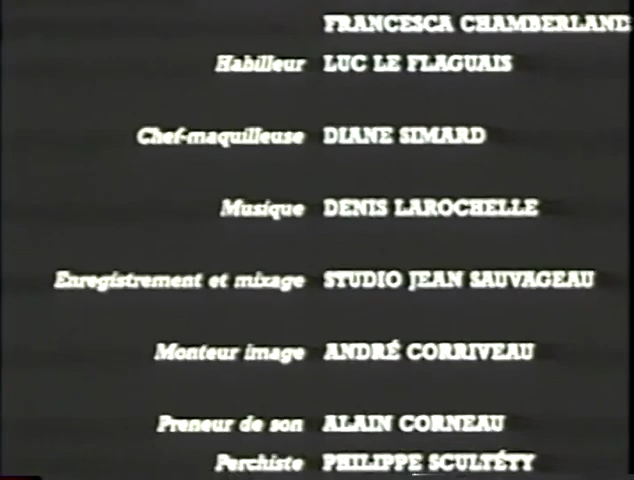 FRANCESCA CHAMBERLAND
Habilleur LUC LE FLAGUAIS
Chef-maquilleuse DIANE SIMARD
Musique DENIS LAROCHELLE
Enregistrement et mixage STUDIO JEAN SAUVAGEAU
Monteur image ANDRÉ CORRIVEAU
Preneur de son ALAIN CORNEAU
Perchiste PHILIPPE SCULTÉTY